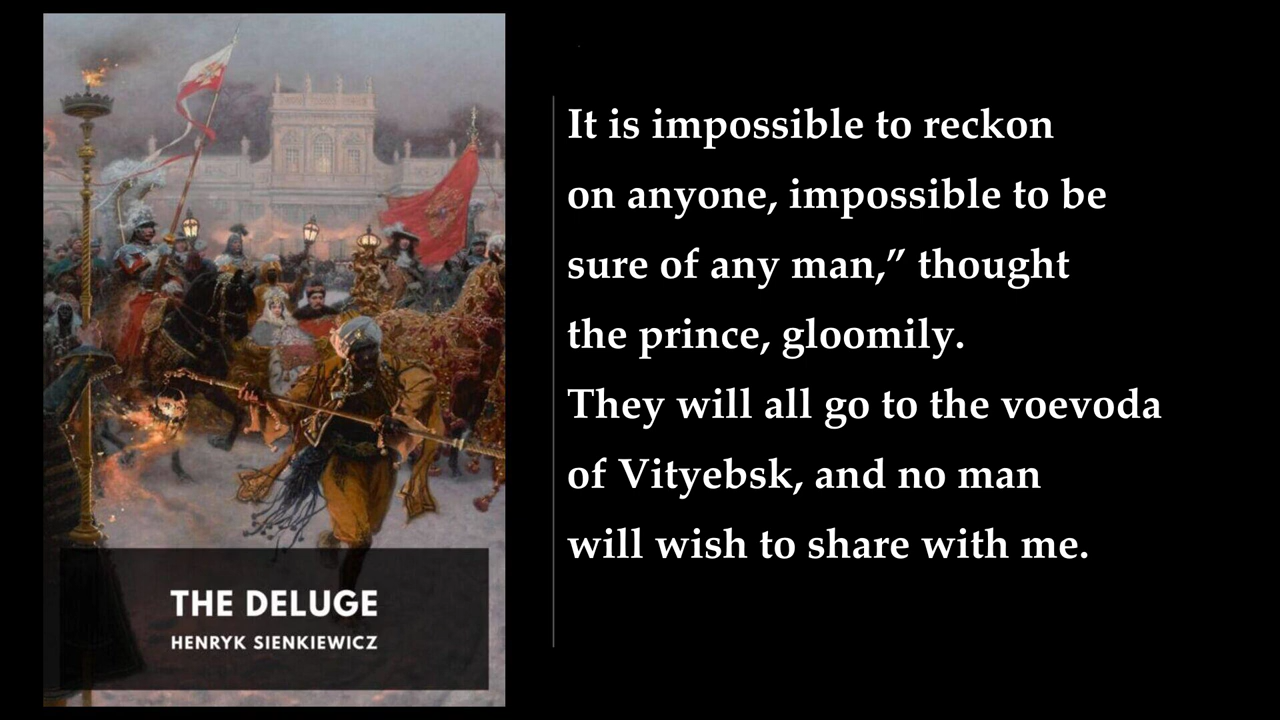 It is impossible to reckon
on anyone, impossible to be
sure of any man,” thought
the prince, gloomily.
They will all go to the voevoda
of Vityebsk, and no man
will wish to share with me.
THE DELUGE
HENRYK SIENKIEWICZ